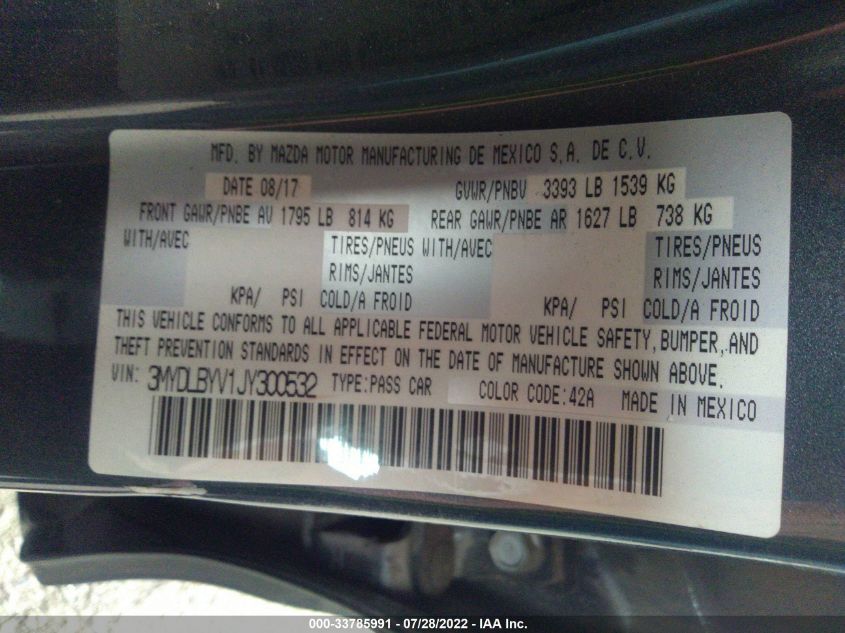 MFD. BY MAZDA MOTOR MANUFACTURING DE MEXICO S.A. DE C.V.
DATE 08/17 GVWR/PNBV 3393 LB 1539 KG
FRONT GAWR/PNBE AV 1795 LB 814 KG REAR GAWR/PNBE AR 1627 LB 738 KG
WITH/AVEC TIRES/PNEUS WITH/AVEC TIRES/PNEUS
RIMS/JANTES RIMS/JANTES
KPA/ PSI COLD/A FROID KPA/ PSI COLD/A FROID
THIS VEHICLE CONFORMS TO ALL APPLICABLE FEDERAL MOTOR VEHICLE SAFETY, BUMPER, AND
THEFT PREVENTION STANDARDS IN EFFECT ON THE DATE OF MANUFACTURE SHOWN ABOVE.
VIN: 3MYDLBYV1JY300532 TYPE:PASS CAR COLOR CODE:42A MADE IN MEXICO
000-33785991 - 07/28/2022 - IAA Inc.